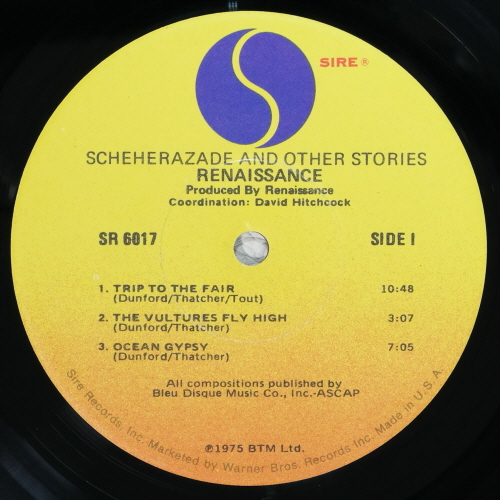 SIRE ®
SCHEHERAZADE AND OTHER STORIES
RENAISSANCE
Produced By Renaissance
Coordination: David Hitchcock
SR 6017 SIDE I
1. TRIP TO THE FAIR 10:48
(Dunford/Thatcher/Tout)
2. THE VULTURES FLY HIGH 3:07
(Dunford/Thatcher)
3. OCEAN GYPSY 7:05
(Dunford/Thatcher)
All compositions published by
Bleu Disque Music Co., Inc.-ASCAP
℗1975 BTM Ltd.
Sire Records, Inc. Marketed by Warner Bros. Records Inc. Made in U.S.A